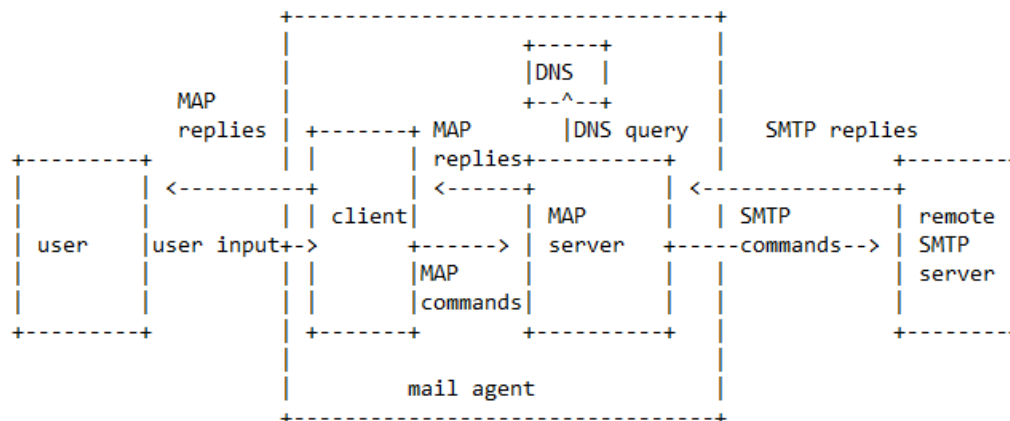 DNS
MAP
replies
MAP
replies
DNS query
SMTP replies
user
user input
client
MAP
server
MAP
commands
SMTP
commands
remote
SMTP
server
mail agent